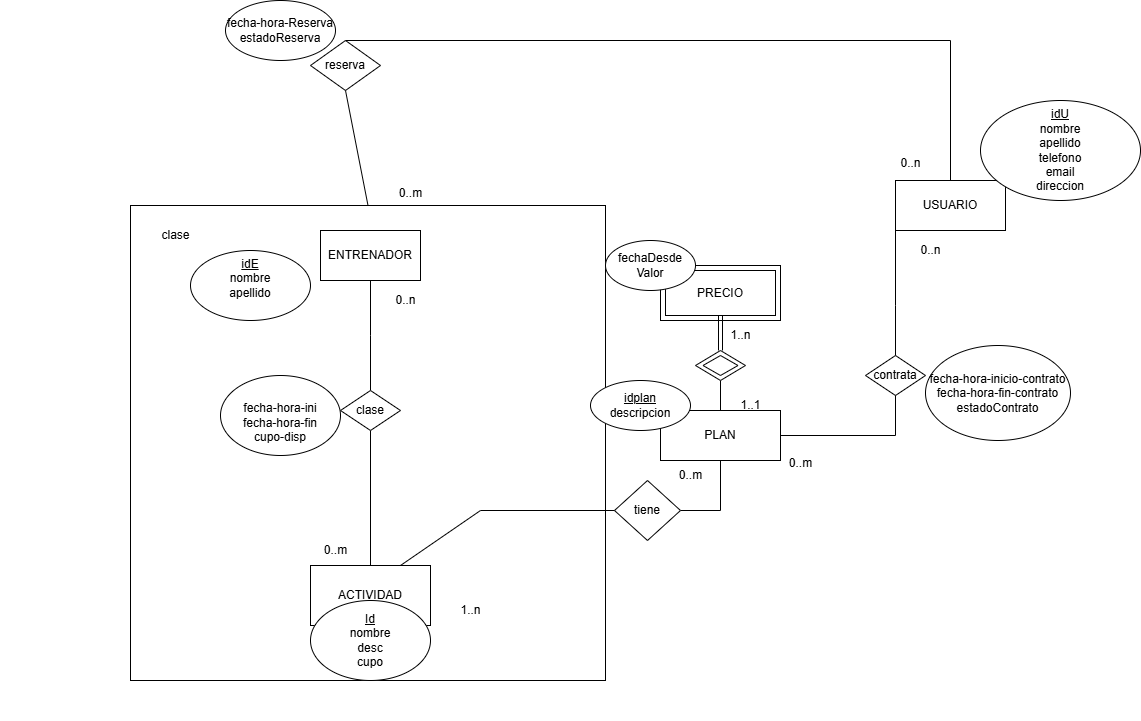 fecha-hora-Reserva
estadoReserva
reserva
idU
nombre
apellido
telefono
email
direccion
0..n
0..m
USUARIO
clase
ENTRENADOR
0..n
idE
nombre
apellido
fechaDesde
Valor
PRECIO
0..n
1..n
contrata
fecha-hora-inicio-contrato
fecha-hora-fin-contrato
estadoContrato
idplan
descripcion
1..1
fecha-hora-ini
fecha-hora-fin
cupo-disp
clase
PLAN
0..m
0..m
tiene
0..m
ACTIVIDAD
1..n
Id
nombre
desc
cupo